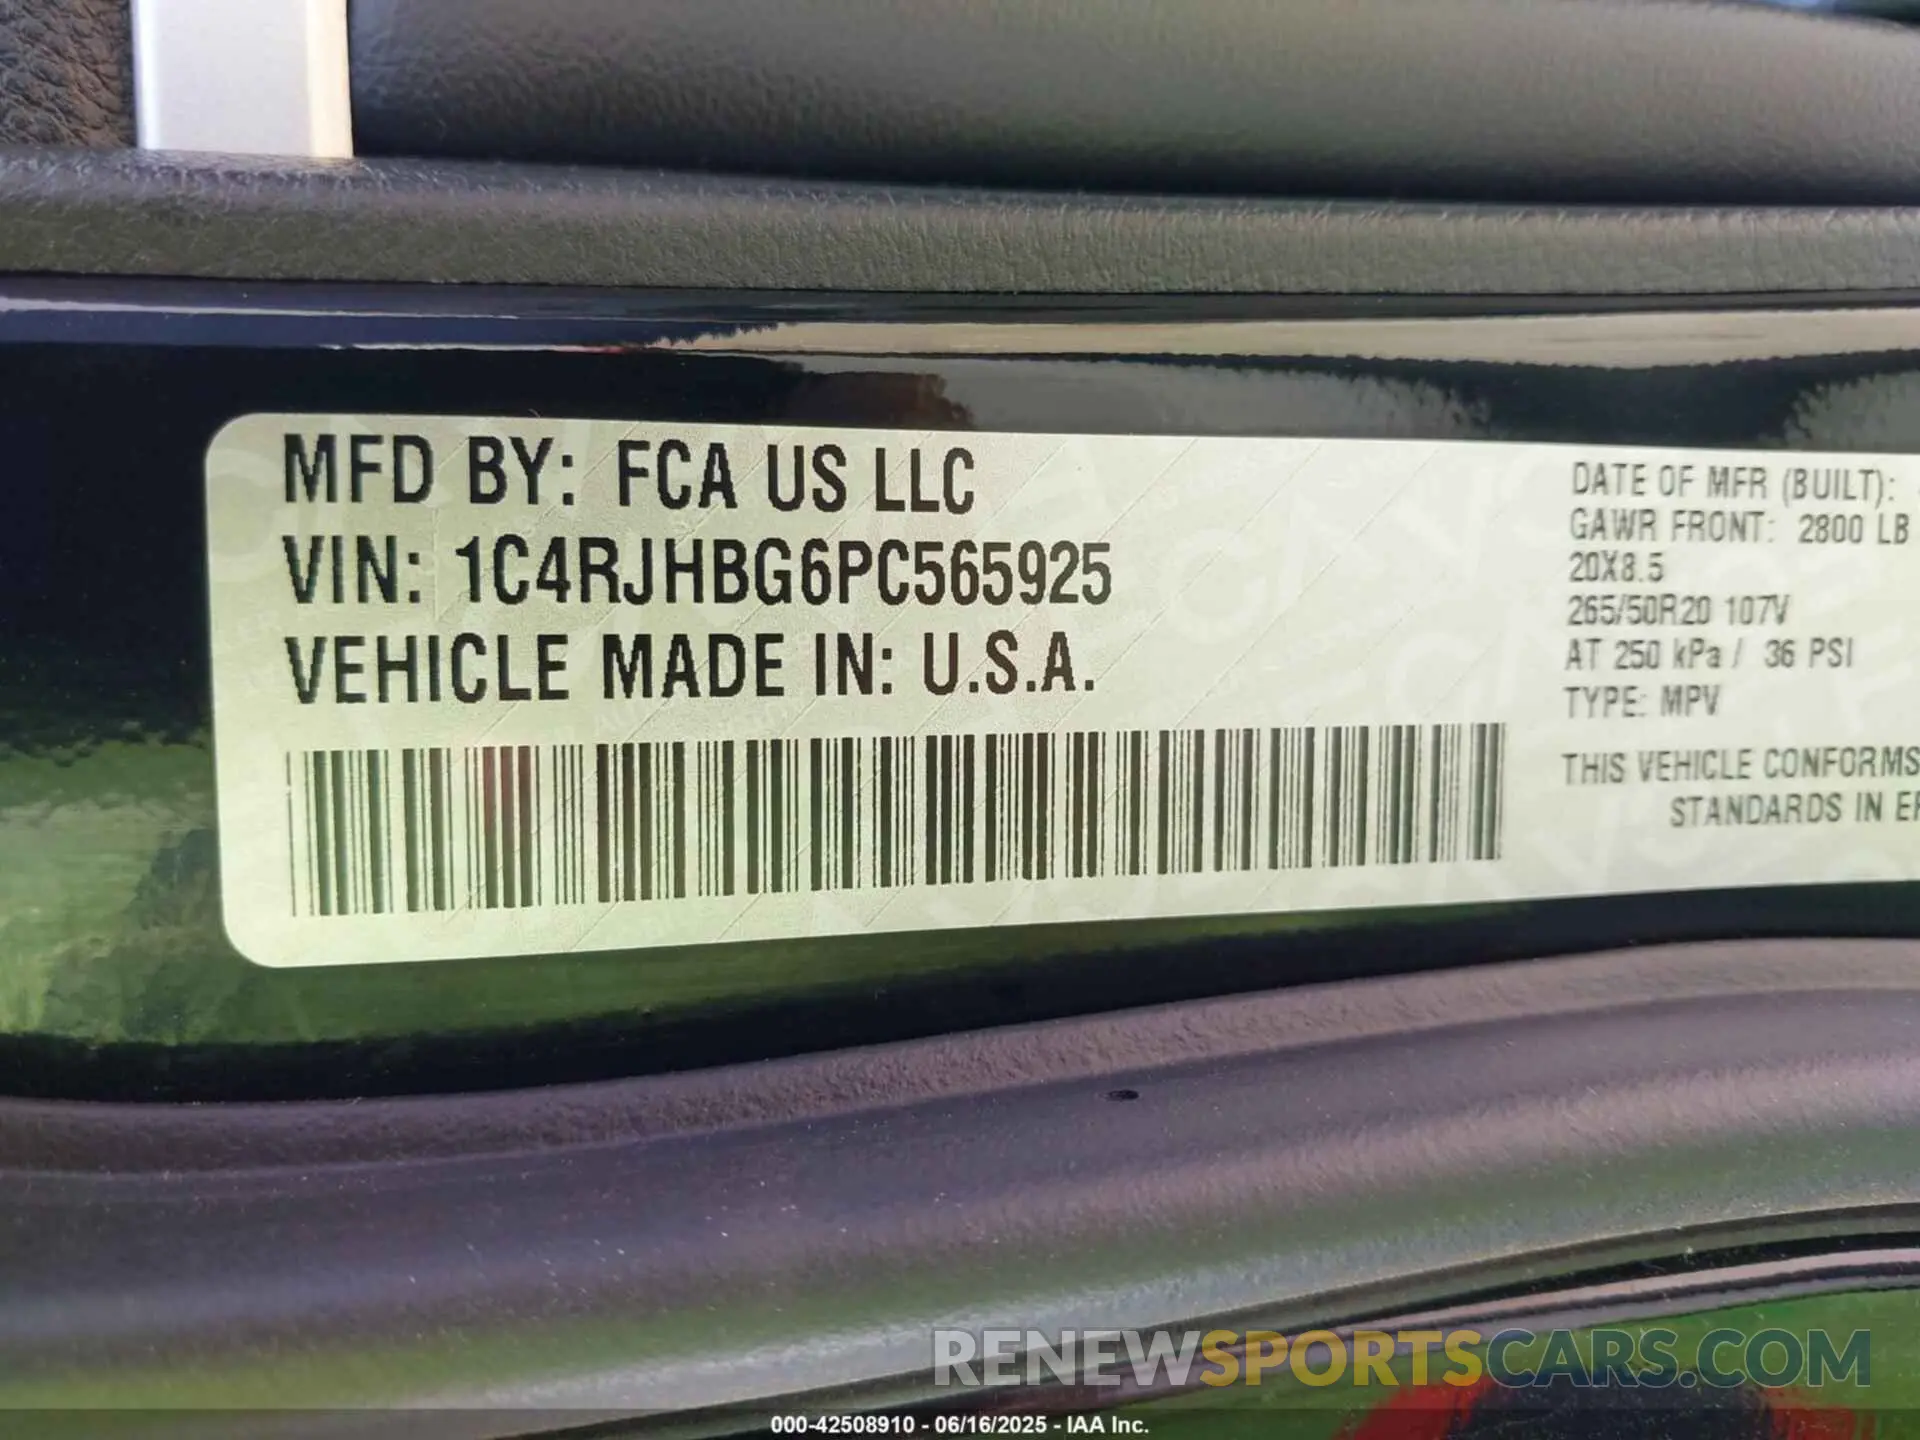 MFD BY: FCA US LLC
VIN: 1C4RJHBG6PC565925
VEHICLE MADE IN: U.S.A.
DATE OF MFR (BUILT):
GAWR FRONT: 2800 LB
20X8.5
265/50R20 107V
AT 250 kPa / 36 PSI
TYPE: MPV
THIS VEHICLE CONFORMS
STANDARDS IN EF
RENEWSPORTSCARS.COM
000-42508910 - 06/16/2025 - IAA Inc.